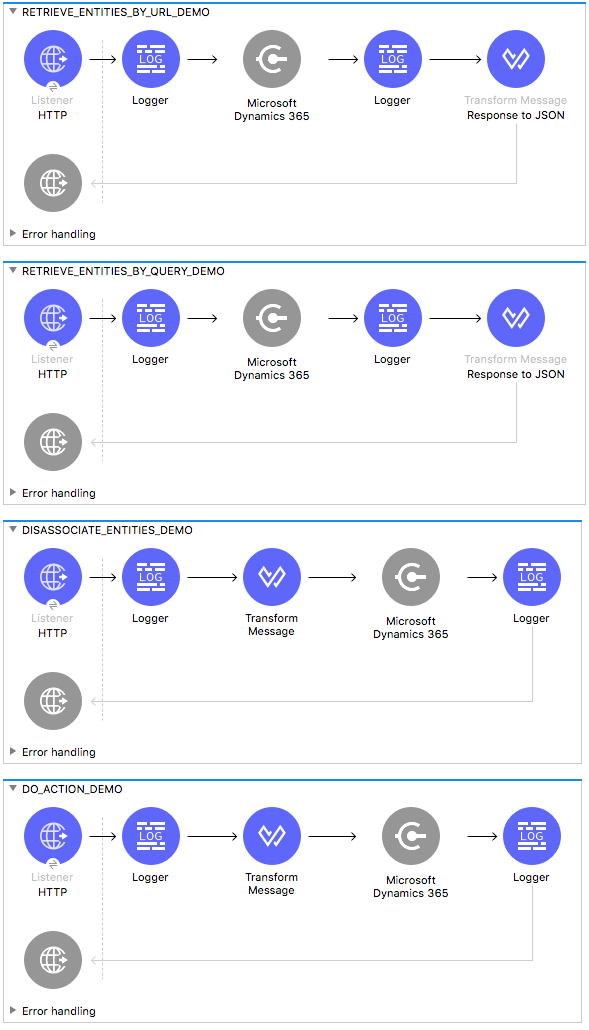 RETRIEVE_ENTITIES_BY_URL_DEMO
LOG
LOG
Listener
HTTP
Logger
Microsoft
Dynamics 365
Logger
Transform Message
Response to JSON
Error handling
RETRIEVE_ENTITIES_BY_QUERY_DEMO
LOG
LOG
Listener
HTTP
Logger
Microsoft
Dynamics 365
Logger
Transform Message
Response to JSON
Error handling
DISASSOCIATE_ENTITIES_DEMO
LOG
LOG
Listener
HTTP
Logger
Transform
Message
Microsoft
Dynamics 365
Logger
Error handling
DO_ACTION_DEMO
LOG
LOG
Listener
HTTP
Logger
Transform
Message
Microsoft
Dynamics 365
Logger
Error handling